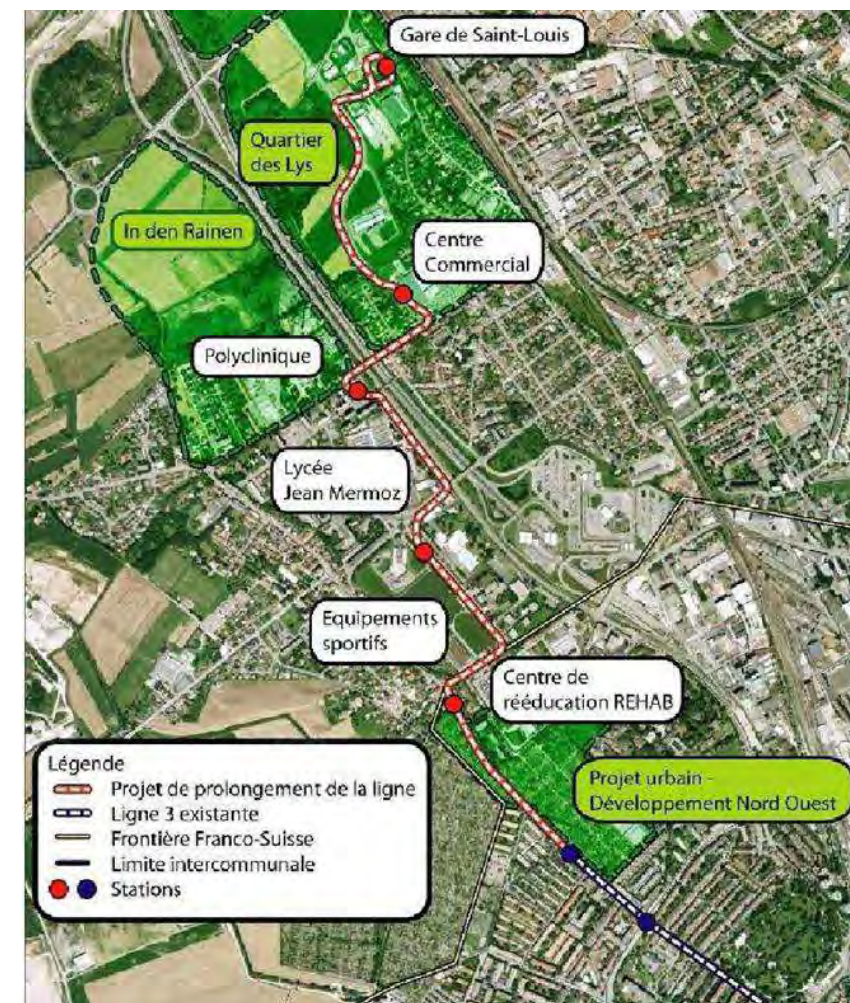 Gare de Saint-Louis
Quartier
des Lys
In den Rainen
Centre
Commercial
Polyclinique
Lycée
Jean Mermoz
Equipements
sportifs
Centre de
rééducation REHAB
Projet urbain -
Développement Nord Ouest
Légende
Projet de prolongement de la ligne
Ligne 3 existante
Frontière Franco-Suisse
Limite intercommunale
Stations